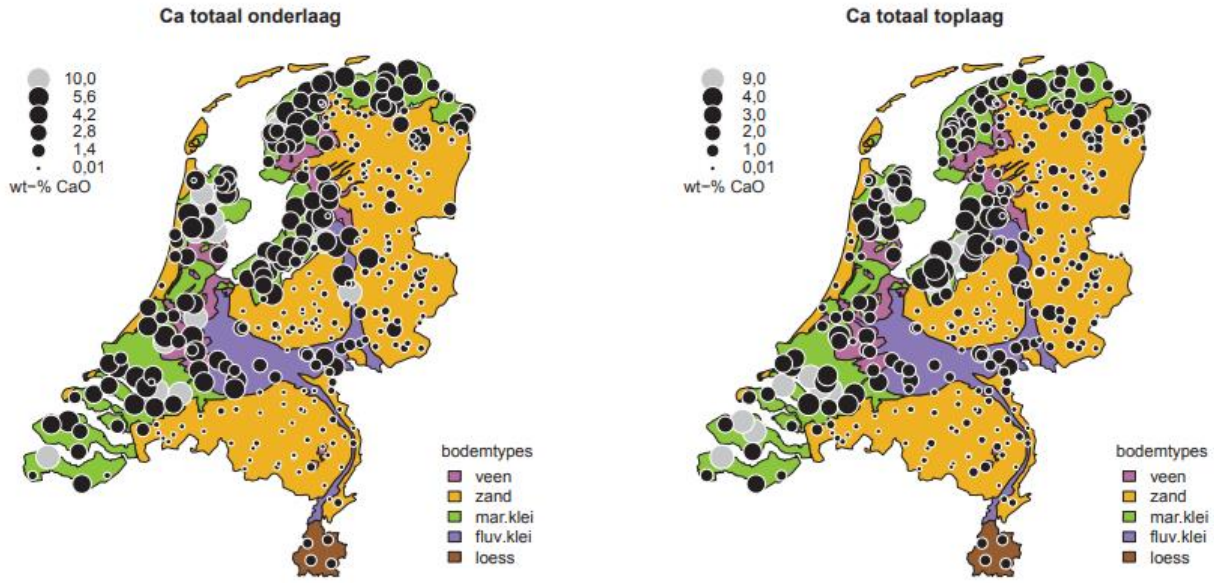 Ca totaal onderlaag
10,0
5,6
4,2
2,8
1,4
0,01
wt−% CaO
bodemtypes
veen
zand
mar.klei
fluv.klei
loess
Ca totaal toplaag
9,0
4,0
3,0
2,0
1,0
0,01
wt−% CaO
bodemtypes
veen
zand
mar.klei
fluv.klei
loess